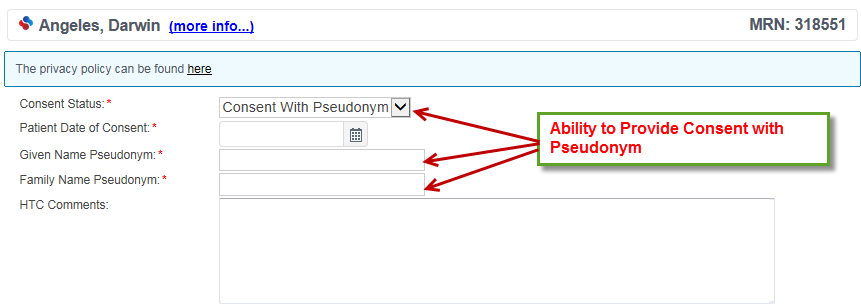 Angeles, Darwin (more info...) MRN: 318551
The privacy policy can be found here
Consent Status:* Consent With Pseudonym
Patient Date of Consent:*
Given Name Pseudonym:*
Family Name Pseudonym:*
HTC Comments:
Ability to Provide Consent with
Pseudonym